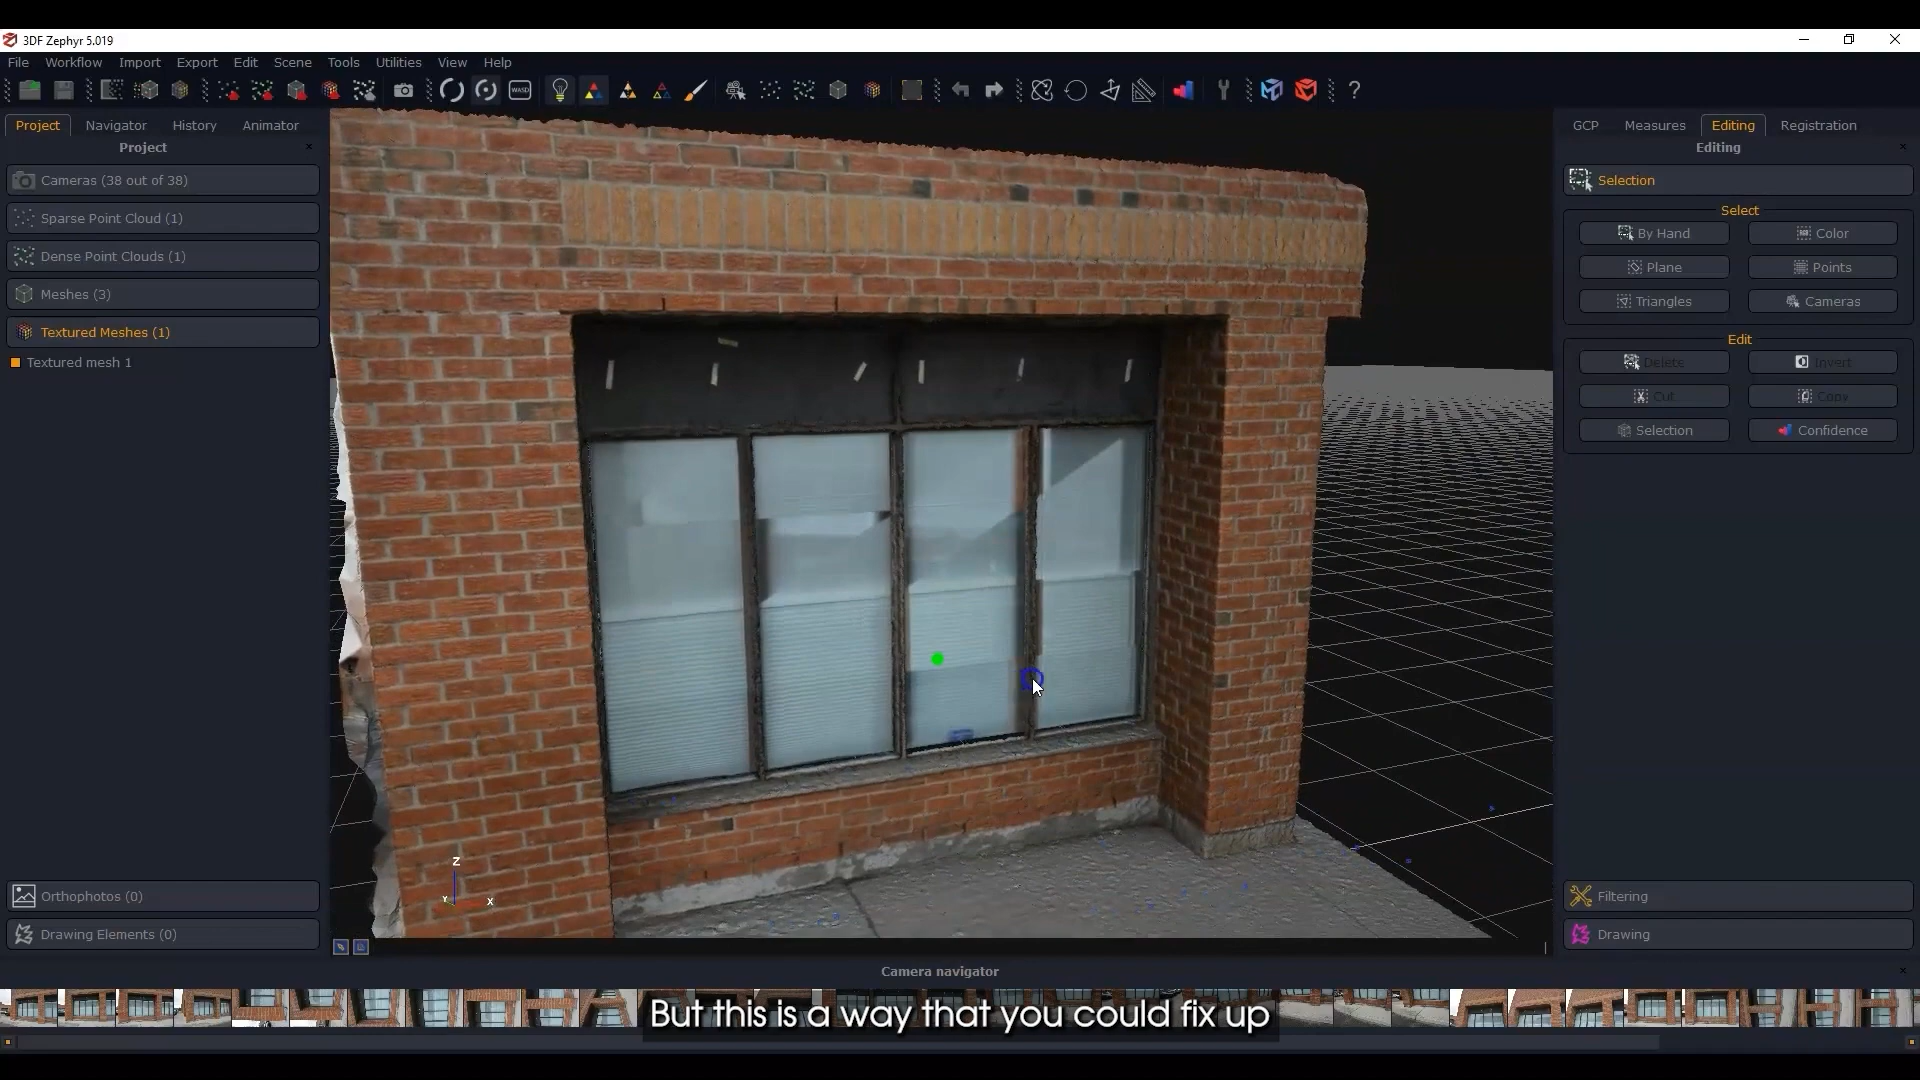 3DF Zephyr 5.019
File Workflow Import Export Edit Scene Tools Utilities View Help
WASD
?
Project Navigator History Animator
Project
Cameras (38 out of 38)
Sparse Point Cloud (1)
Dense Point Clouds (1)
Meshes (3)
Textured Meshes (1)
Textured mesh 1
Orthophotos (0)
Drawing Elements (0)
Z
Y
X
GCP Measures Editing Registration
Editing
Selection
Select
By Hand Color
Plane Points
Triangles Cameras
Edit
Delete Invert
Cut Copy
Selection Confidence
Filtering
Drawing
Camera navigator
But this is a way that you could fix up